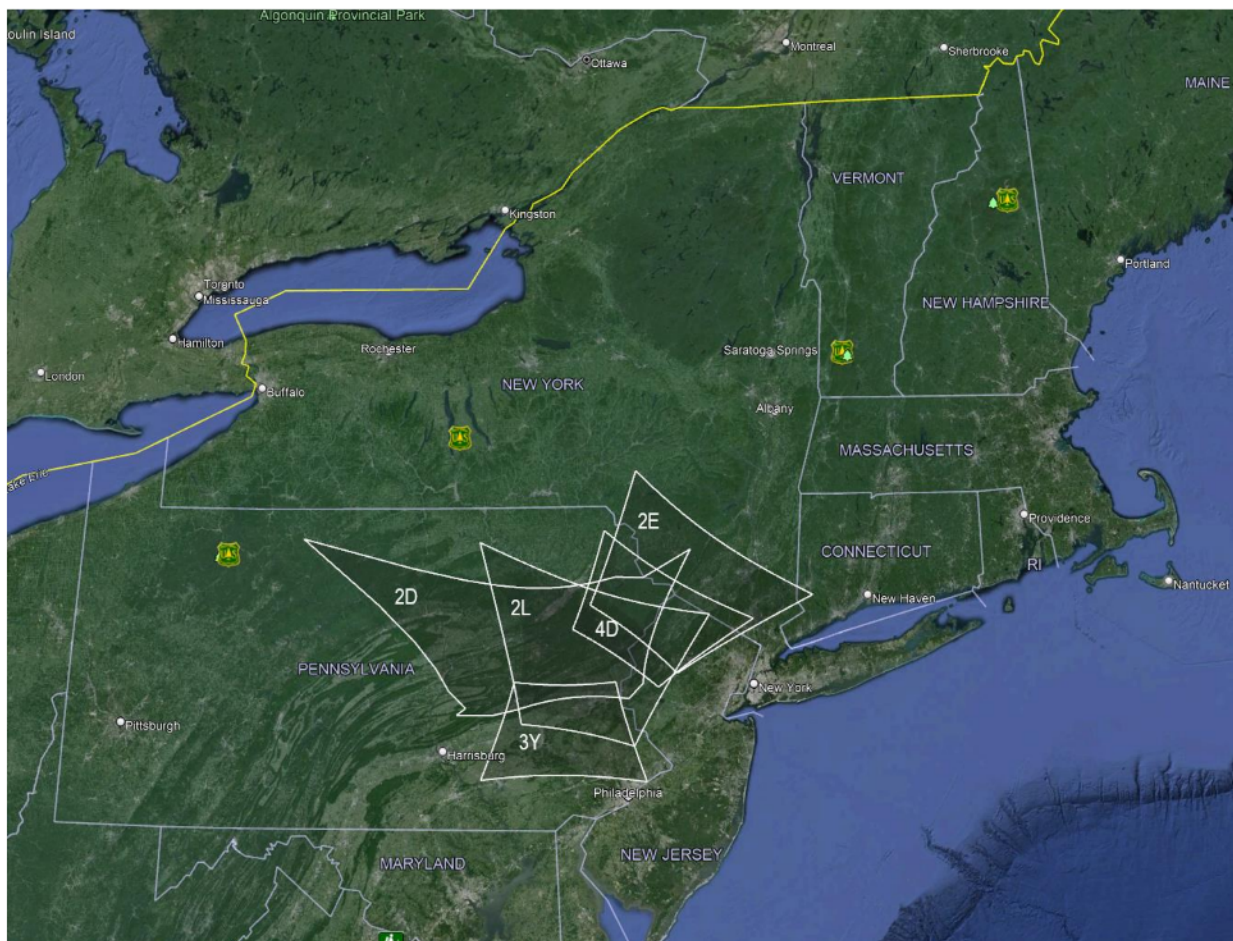 Algonquin Provincial Park
oulin Island
Montreal
Sherbrooke
Ottawa
MAINE
VERMONT
Kingston
Portland
Toronto
Mississauga
NEW HAMPSHIRE
Hamilton
Rochester
Saratoga Springs
London
Buffalo
NEW YORK
Albany
MASSACHUSETTS
ake Erie
2E
Providence
CONNECTICUT
RI
Nantucket
2D
2L
New Haven
4D
PENNSYLVANIA
New York
Pittsburgh
3Y
Harrisburg
Philadelphia
MARYLAND
NEW JERSEY